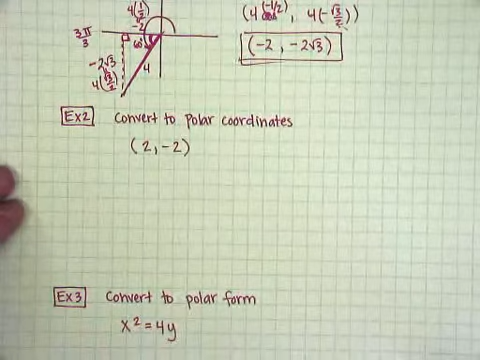 4(1/2)
-2
3π/3
60°
-2√3
4
4(√3/2)
(4(-1/2), 4(-√3/2))
(-2, -2√3)
Ex2 Convert to polar coordinates
(2, -2)
Ex3 Convert to polar form
x² = 4y